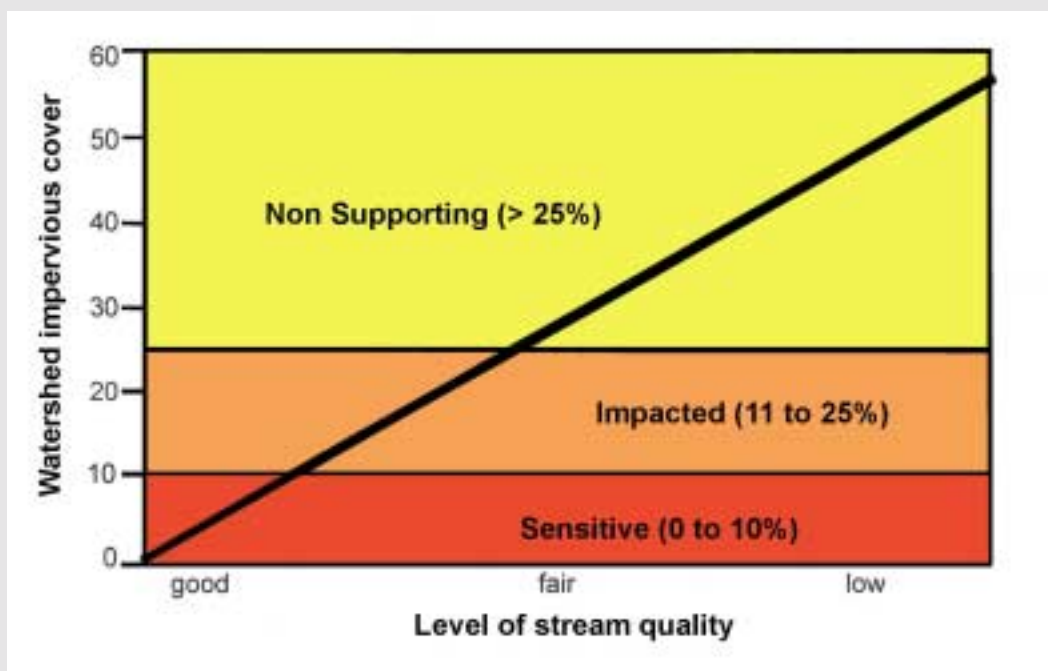 Watershed impervious cover
60
50
40
30
20
10
0
Non Supporting (> 25%)
Impacted (11 to 25%)
Sensitive (0 to 10%)
good fair low
Level of stream quality